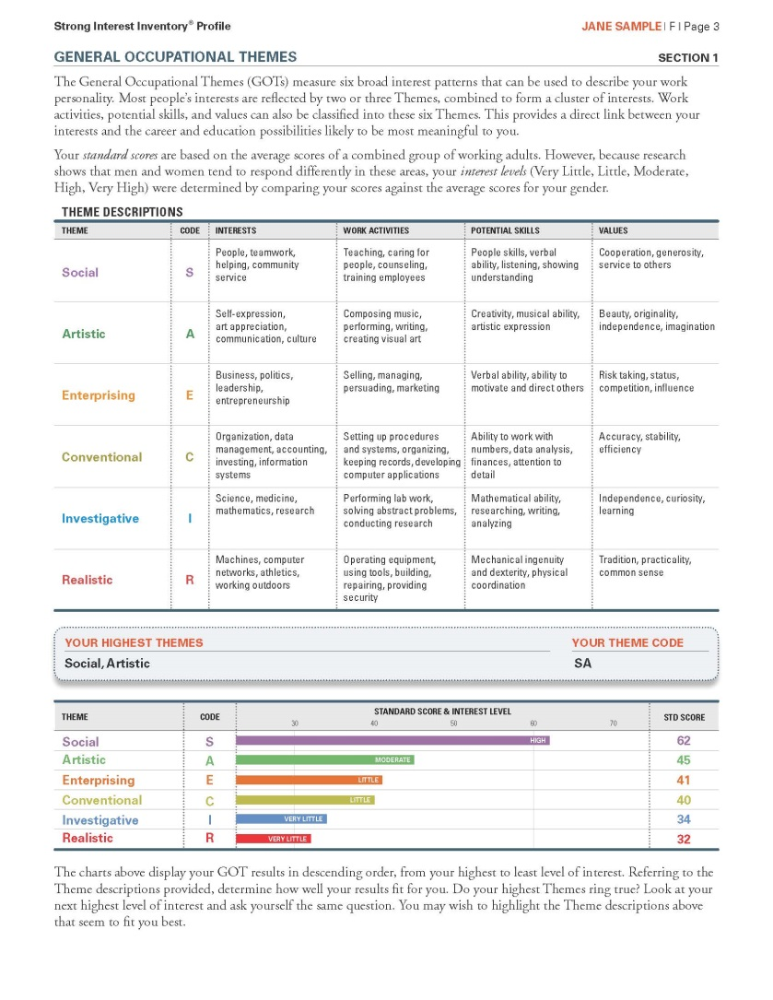 Strong Interest Inventory® Profile
JANE SAMPLE | F | Page 3
GENERAL OCCUPATIONAL THEMES
SECTION 1
The General Occupational Themes (GOTs) measure six broad interest patterns that can be used to describe your work
personality. Most people's interests are reflected by two or three Themes, combined to form a cluster of interests. Work
activities, potential skills, and values can also be classified into these six Themes. This provides a direct link between your
interests and the career and education possibilities likely to be most meaningful to you.
Your standard scores are based on the average scores of a combined group of working adults. However, because research
shows that men and women tend to respond differently in these areas, your interest levels (Very Little, Little, Moderate,
High, Very High) were determined by comparing your scores against the average scores for your gender.
THEME DESCRIPTIONS
THEME CODE INTERESTS WORK ACTIVITIES POTENTIAL SKILLS VALUES
Social
S
People, teamwork,
helping, community
service
Teaching, caring for
people, counseling,
training employees
People skills, verbal
ability, listening, showing
understanding
Cooperation, generosity,
service to others
Artistic
A
Self-expression,
art appreciation,
communication, culture
Composing music,
performing, writing,
creating visual art
Creativity, musical ability,
artistic expression
Beauty, originality,
independence, imagination
Enterprising
E
Business, politics,
leadership,
entrepreneurship
Selling, managing,
persuading, marketing
Verbal ability, ability to
motivate and direct others
Risk taking, status,
competition, influence
Conventional
C
Organization, data
management, accounting,
investing, information
systems
Setting up procedures
and systems, organizing,
keeping records, developing
computer applications
Ability to work with
numbers, data analysis,
finances, attention to
detail
Accuracy, stability,
efficiency
Investigative
I
Science, medicine,
mathematics, research
Performing lab work,
solving abstract problems,
conducting research
Mathematical ability,
researching, writing,
analyzing
Independence, curiosity,
learning
Realistic
R
Machines, computer
networks, athletics,
working outdoors
Operating equipment,
using tools, building,
repairing, providing
security
Mechanical ingenuity
and dexterity, physical
coordination
Tradition, practicality,
common sense
YOUR HIGHEST THEMES
YOUR THEME CODE
Social, Artistic
SA
THEME CODE STANDARD SCORE & INTEREST LEVEL STD SCORE
30 40 50 60 70
Social S HIGH 62
Artistic A MODERATE 45
Enterprising E LITTLE 41
Conventional C LITTLE 40
Investigative I VERY LITTLE 34
Realistic R VERY LITTLE 32
The charts above display your GOT results in descending order, from your highest to least level of interest. Referring to the
Theme descriptions provided, determine how well your results fit for you. Do your highest Themes ring true? Look at your
next highest level of interest and ask yourself the same question. You may wish to highlight the Theme descriptions above
that seem to fit you best.